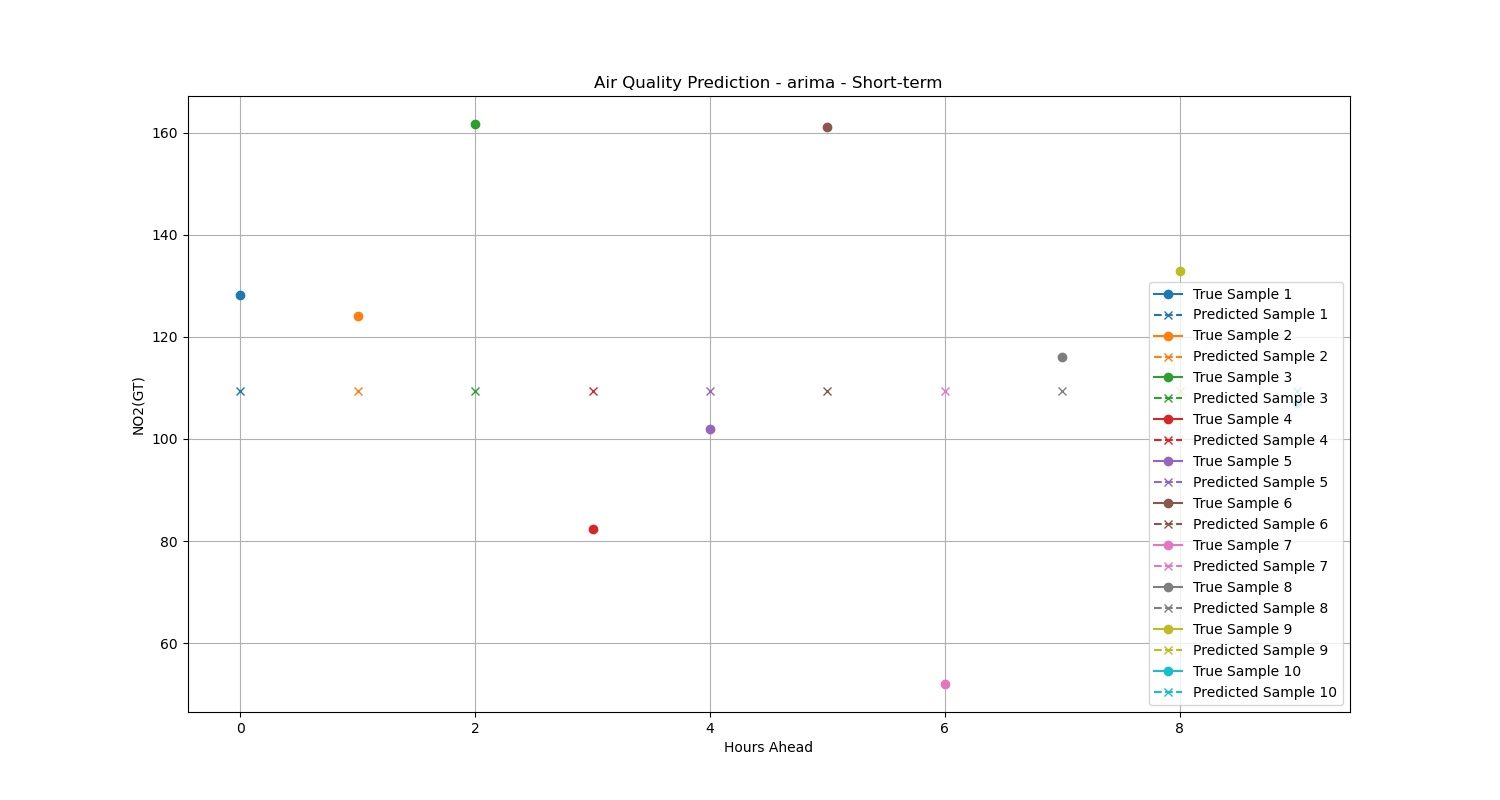 Air Quality Prediction - arima - Short-term
NO2(GT)
160
140
120
100
80
60
0
2
4
6
8
Hours Ahead
True Sample 1
Predicted Sample 1
True Sample 2
Predicted Sample 2
True Sample 3
Predicted Sample 3
True Sample 4
Predicted Sample 4
True Sample 5
Predicted Sample 5
True Sample 6
Predicted Sample 6
True Sample 7
Predicted Sample 7
True Sample 8
Predicted Sample 8
True Sample 9
Predicted Sample 9
True Sample 10
Predicted Sample 10